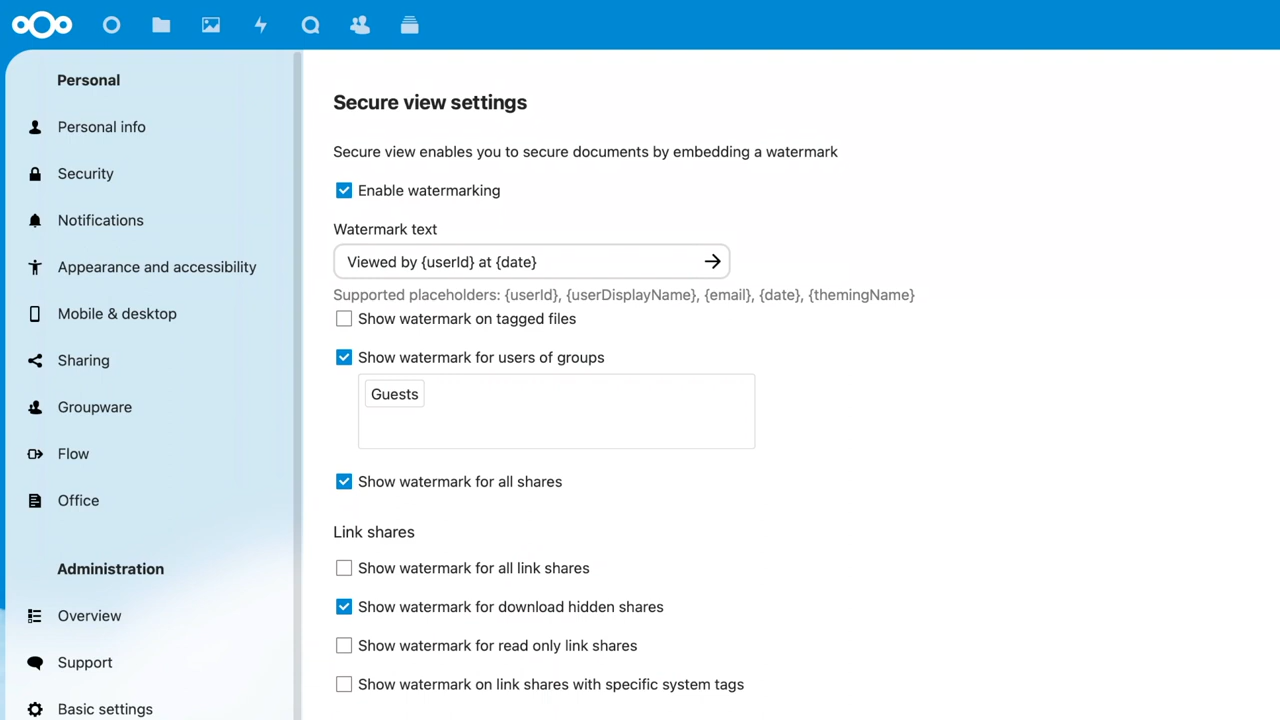 Personal
Personal info
Security
Notifications
Appearance and accessibility
Mobile & desktop
Sharing
Groupware
Flow
Office
Administration
Overview
Support
Basic settings
Secure view settings
Secure view enables you to secure documents by embedding a watermark
Enable watermarking
Watermark text
Viewed by {userId} at {date}
Supported placeholders: {userId}, {userDisplayName}, {email}, {date}, {themingName}
Show watermark on tagged files
Show watermark for users of groups
Guests
Show watermark for all shares
Link shares
Show watermark for all link shares
Show watermark for download hidden shares
Show watermark for read only link shares
Show watermark on link shares with specific system tags